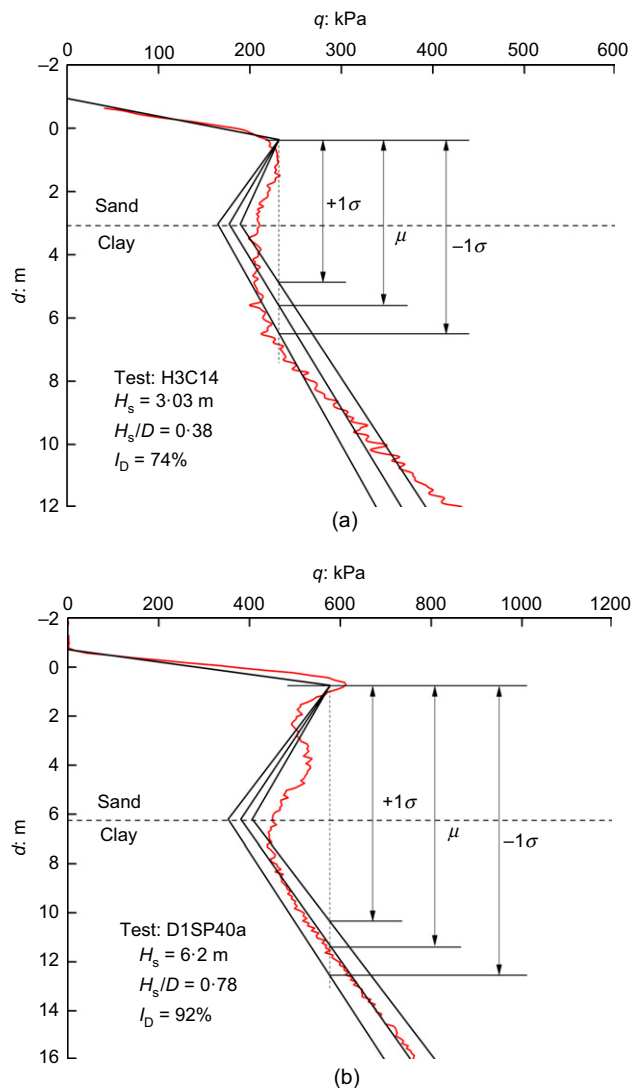 q: kPa
0 100 200 300 400 500 600
−2
0
2
4
6
8
10
12
d: m
+1σ
μ
−1σ
Sand
Clay
Test: H3C14
Hs = 3·03 m
Hs/D = 0·38
ID = 74%
(a)
q: kPa
0 200 400 600 800 1000 1200
−2
0
2
4
6
8
10
12
14
16
d: m
+1σ
μ
−1σ
Sand
Clay
Test: D1SP40a
Hs = 6·2 m
Hs/D = 0·78
ID = 92%
(b)